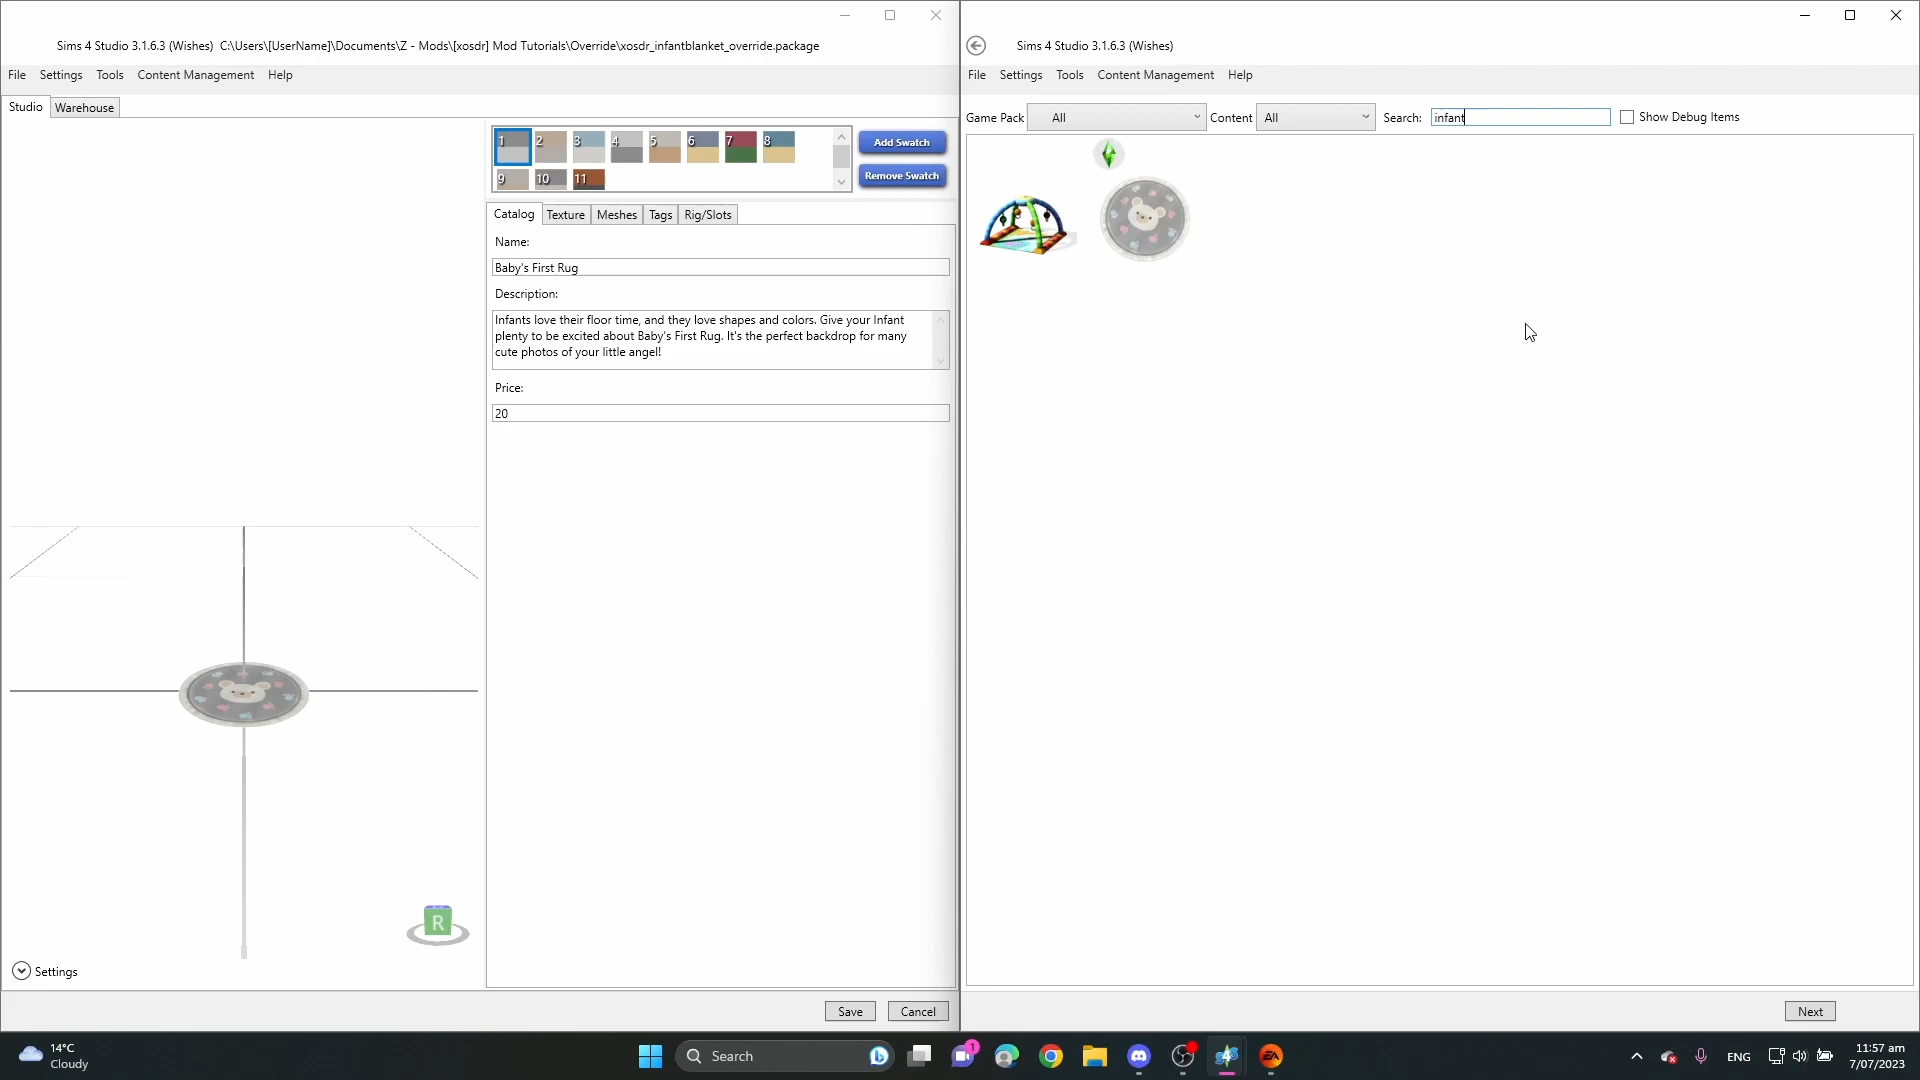 Sims 4 Studio 3.1.6.3 (Wishes) C:\Users\[UserName]\Documents\Z - Mods\[xosdr] Mod Tutorials\Override\xosdr_infantblanket_override.package
File Settings Tools Content Management Help
Studio Warehouse
1 2 3 4 5 6 7 8
9 10 11
Add Swatch
Remove Swatch
Catalog Texture Meshes Tags Rig/Slots
Name:
Baby's First Rug
Description:
Infants love their floor time, and they love shapes and colors. Give your Infant
plenty to be excited about Baby's First Rug. It's the perfect backdrop for many
cute photos of your little angel!
Price:
20
R
Settings
Save Cancel
Sims 4 Studio 3.1.6.3 (Wishes)
File Settings Tools Content Management Help
Game Pack All Content All Search: infant Show Debug Items
Next
14°C
Cloudy
Search
1
4
EA
ENG
11:57 am
7/07/2023